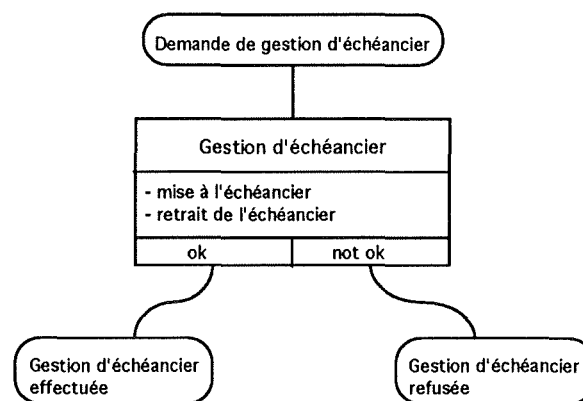 Demande de gestion d'échéancier
Gestion d'échéancier
- mise à l'échéancier
- retrait de l'échéancier
ok
not ok
Gestion d'échéancier
effectuée
Gestion d'échéancier
refusée